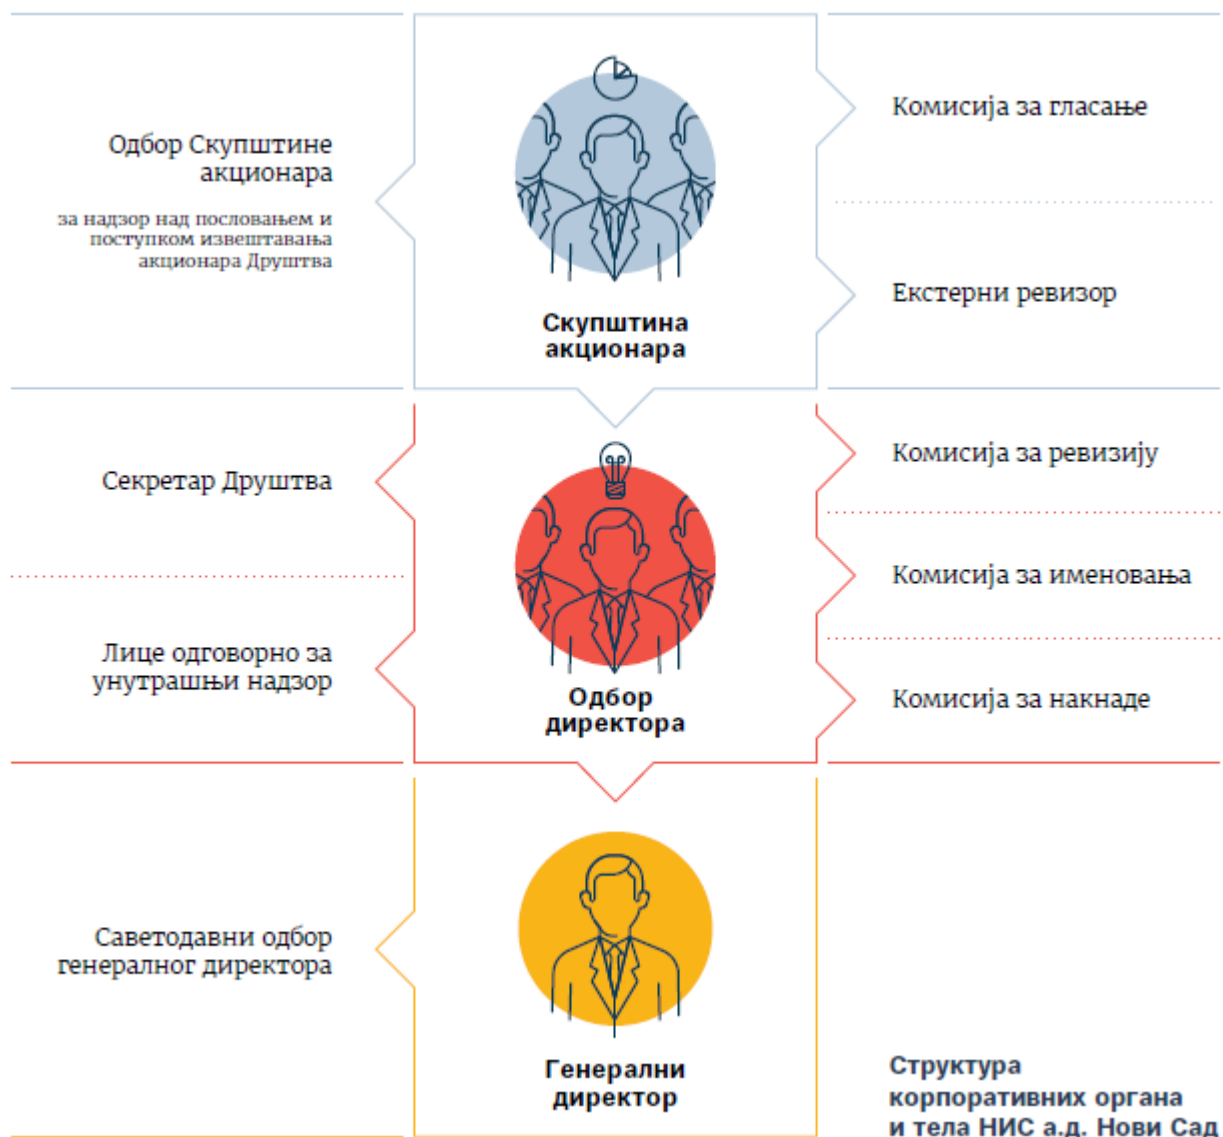 Одбор Скупштине
акционара
за надзор над пословањем и
поступком извештавања
акционара Друштва
Скупштина
акционара
Комисија за гласање
Екстерни ревизор
Секретар Друштва
Лице одговорно за
унутрашњи надзор
Одбор
директора
Комисија за ревизију
Комисија за именовања
Комисија за накнаде
Саветодавни одбор
генералног директора
Генерални
директор
Структура
корпоративних органа
и тела НИС а.д. Нови Сад